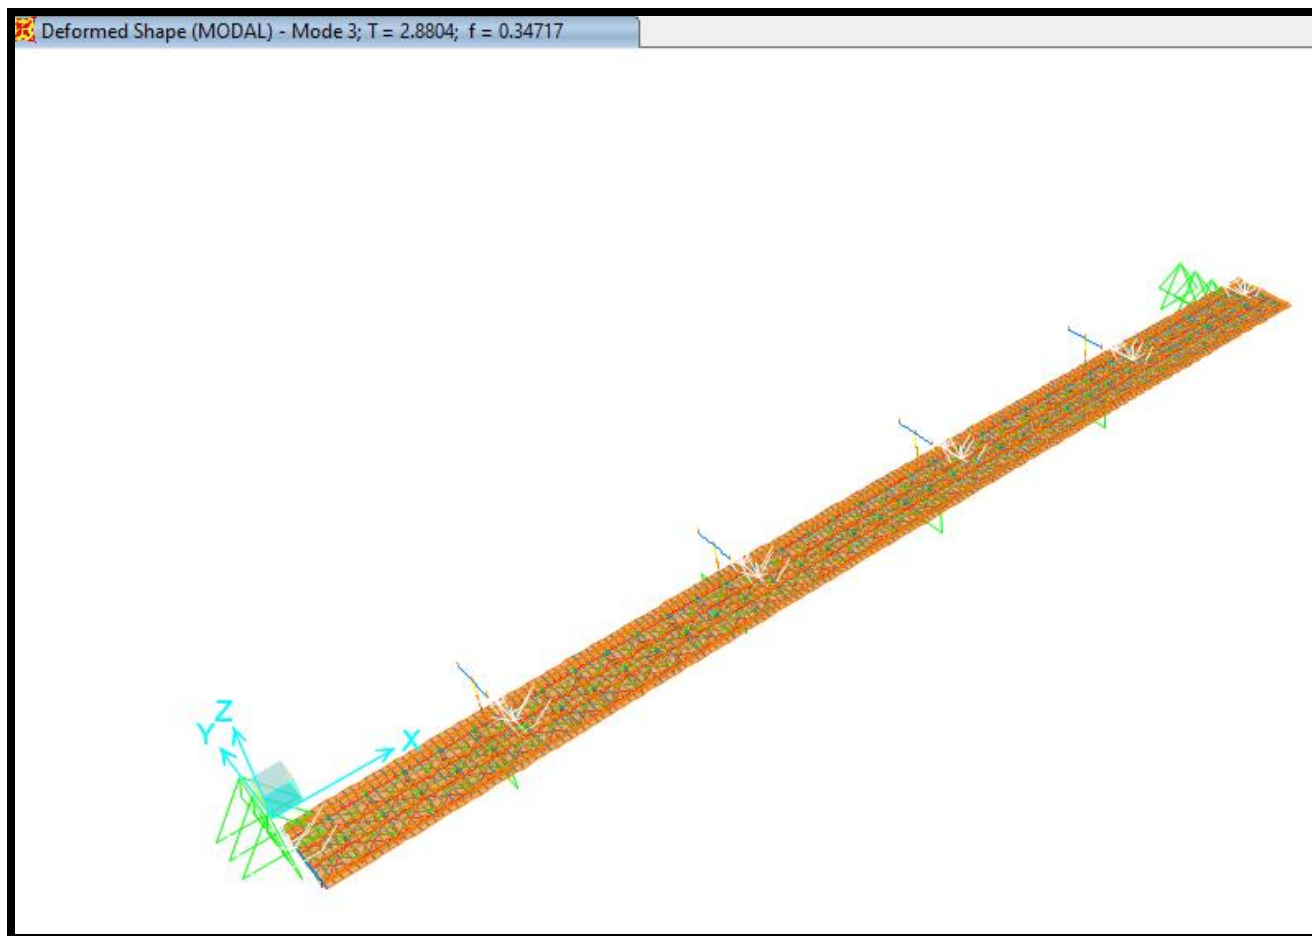 Deformed Shape (MODAL) - Mode 3; T = 2.8804; f = 0.34717
Z
Y
X